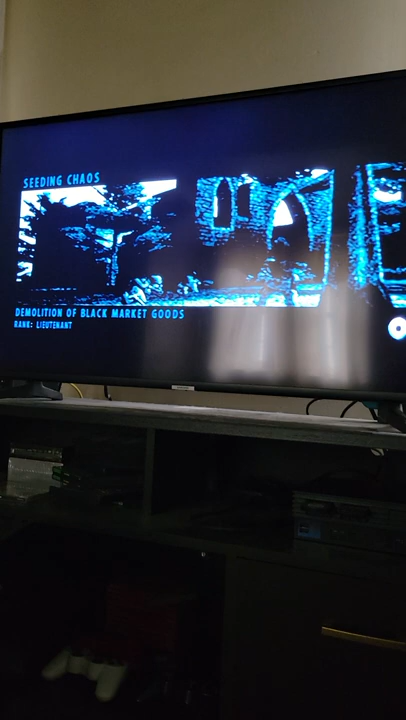 SEEDING CHAOS
DEMOLITION OF BLACK MARKET GOODS
RANK: LIEUTENANT